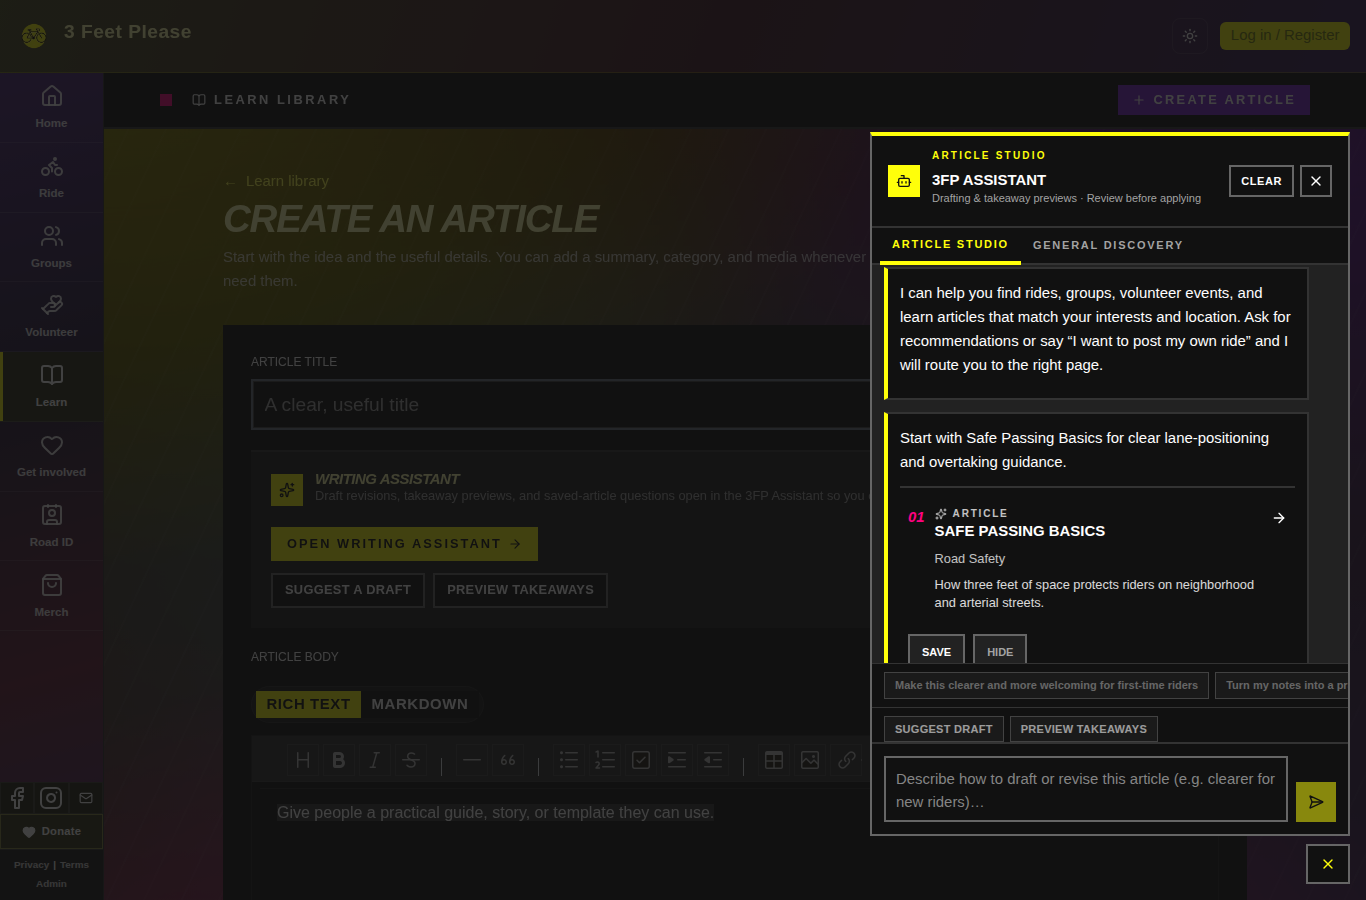 3 Feet Please
Log in / Register
Home
Ride
Groups
Volunteer
Learn
Get involved
Road ID
Merch
Donate
Privacy | Terms
Admin
LEARN LIBRARY
+ CREATE ARTICLE
← Learn library
CREATE AN ARTICLE
Start with the idea and the useful details. You can add a summary, category, and media whenever
need them.
ARTICLE TITLE
A clear, useful title
WRITING ASSISTANT
Draft revisions, takeaway previews, and saved-article questions open in the 3FP Assistant so you
OPEN WRITING ASSISTANT →
SUGGEST A DRAFT
PREVIEW TAKEAWAYS
ARTICLE BODY
RICH TEXT
MARKDOWN
Give people a practical guide, story, or template they can use.
ARTICLE STUDIO
3FP ASSISTANT
Drafting & takeaway previews · Review before applying
CLEAR
ARTICLE STUDIO
GENERAL DISCOVERY
I can help you find rides, groups, volunteer events, and
learn articles that match your interests and location. Ask for
recommendations or say “I want to post my own ride” and I
will route you to the right page.
Start with Safe Passing Basics for clear lane-positioning
and overtaking guidance.
01
ARTICLE
SAFE PASSING BASICS
Road Safety
How three feet of space protects riders on neighborhood
and arterial streets.
SAVE
HIDE
Make this clearer and more welcoming for first-time riders
Turn my notes into a pr
SUGGEST DRAFT
PREVIEW TAKEAWAYS
Describe how to draft or revise this article (e.g. clearer for
new riders)…